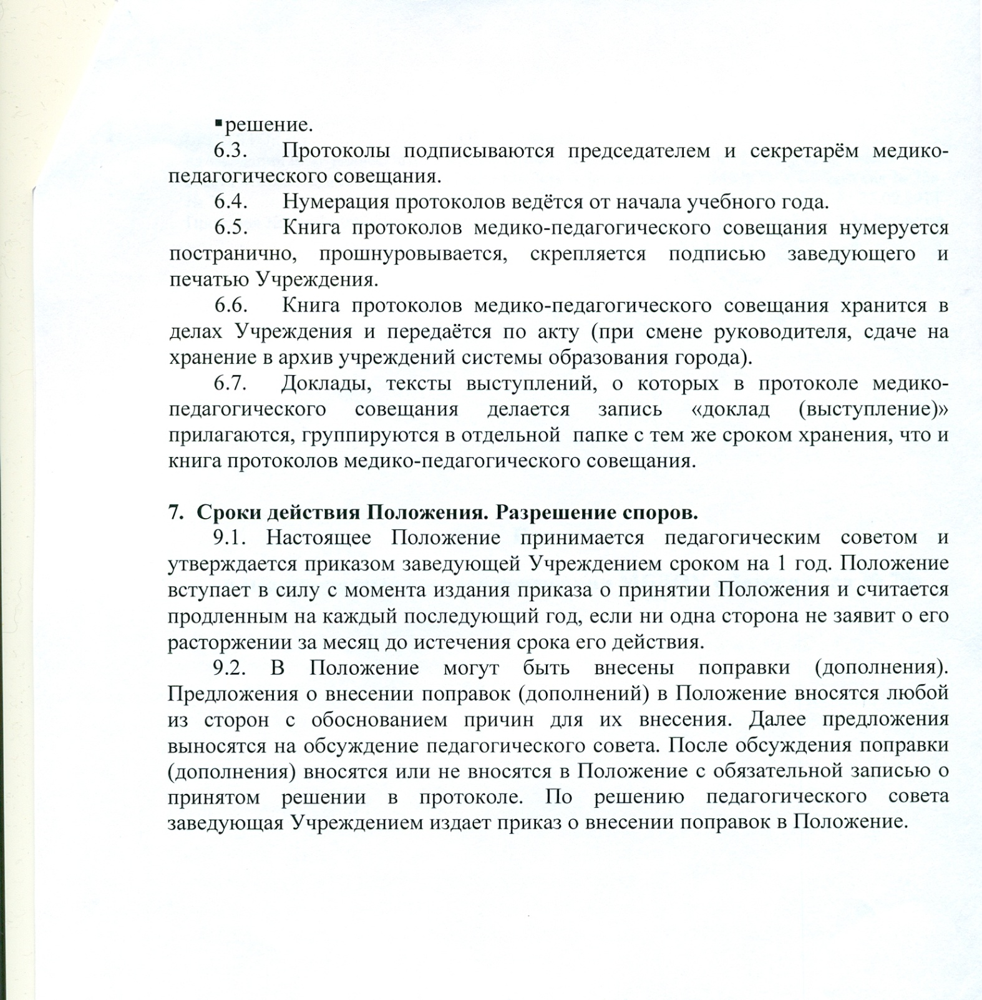 ▪решение.
6.3. Протоколы подписываются председателем и секретарём медико-
педагогического совещания.
6.4. Нумерация протоколов ведётся от начала учебного года.
6.5. Книга протоколов медико-педагогического совещания нумеруется
постранично, прошнуровывается, скрепляется подписью заведующего и
печатью Учреждения.
6.6. Книга протоколов медико-педагогического совещания хранится в
делах Учреждения и передаётся по акту (при смене руководителя, сдаче на
хранение в архив учреждений системы образования города).
6.7. Доклады, тексты выступлений, о которых в протоколе медико-
педагогического совещания делается запись «доклад (выступление)»
прилагаются, группируются в отдельной папке с тем же сроком хранения, что и
книга протоколов медико-педагогического совещания.
7. Сроки действия Положения. Разрешение споров.
9.1. Настоящее Положение принимается педагогическим советом и
утверждается приказом заведующей Учреждением сроком на 1 год. Положение
вступает в силу с момента издания приказа о принятии Положения и считается
продленным на каждый последующий год, если ни одна сторона не заявит о его
расторжении за месяц до истечения срока его действия.
9.2. В Положение могут быть внесены поправки (дополнения).
Предложения о внесении поправок (дополнений) в Положение вносятся любой
из сторон с обоснованием причин для их внесения. Далее предложения
выносятся на обсуждение педагогического совета. После обсуждения поправки
(дополнения) вносятся или не вносятся в Положение с обязательной записью о
принятом решении в протоколе. По решению педагогического совета
заведующая Учреждением издает приказ о внесении поправок в Положение.